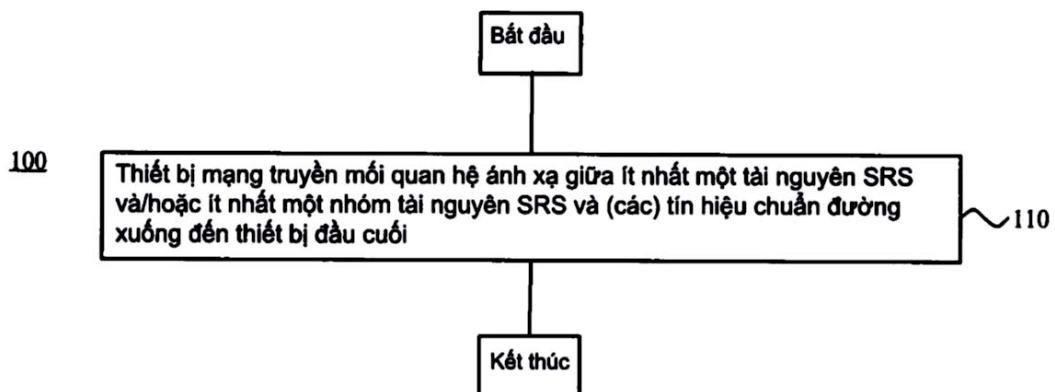 Bắt đầu
100
Thiết bị mạng truyền mối quan hệ ánh xạ giữa ít nhất một tài nguyên SRS
và/hoặc ít nhất một nhóm tài nguyên SRS và (các) tín hiệu chuẩn đường
xuống đến thiết bị đầu cuối
110
Kết thúc